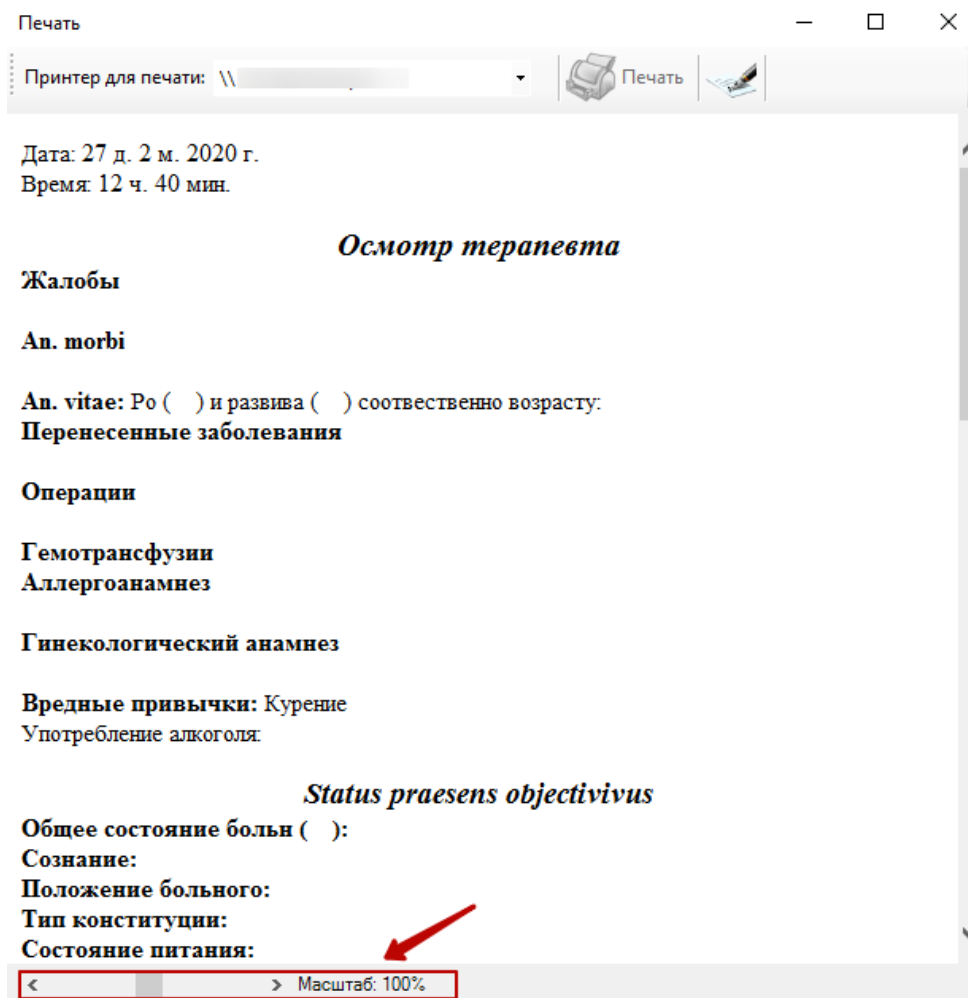 Печать
Принтер для печати: \\
Печать
Дата: 27 д. 2 м. 2020 г.
Время: 12 ч. 40 мин.
Осмотр терапевта
Жалобы
An. morbi
An. vitae: Ро (    ) и развива (    ) соотвественно возрасту:
Перенесенные заболевания
Операции
Гемотрансфузии
Аллергоанамнез
Гинекологический анамнез
Вредные привычки: Курение
Употребление алкоголя:
Status praesens objectivivus
Общее состояние больн (    ):
Сознание:
Положение больного:
Тип конституции:
Состояние питания:
Масштаб: 100%